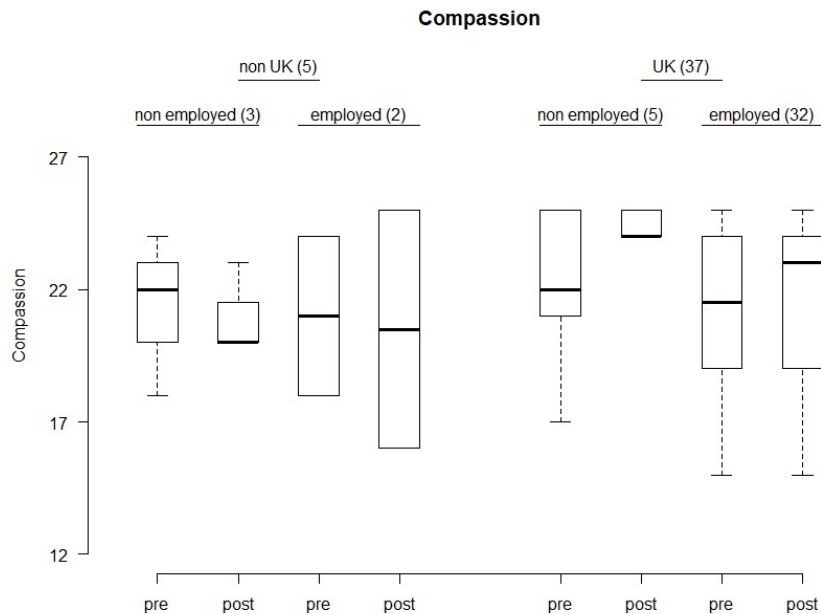 Compassion
non UK (5)
UK (37)
non employed (3)
employed (2)
non employed (5)
employed (32)
27
22
17
12
Compassion
pre
post
pre
post
pre
post
pre
post